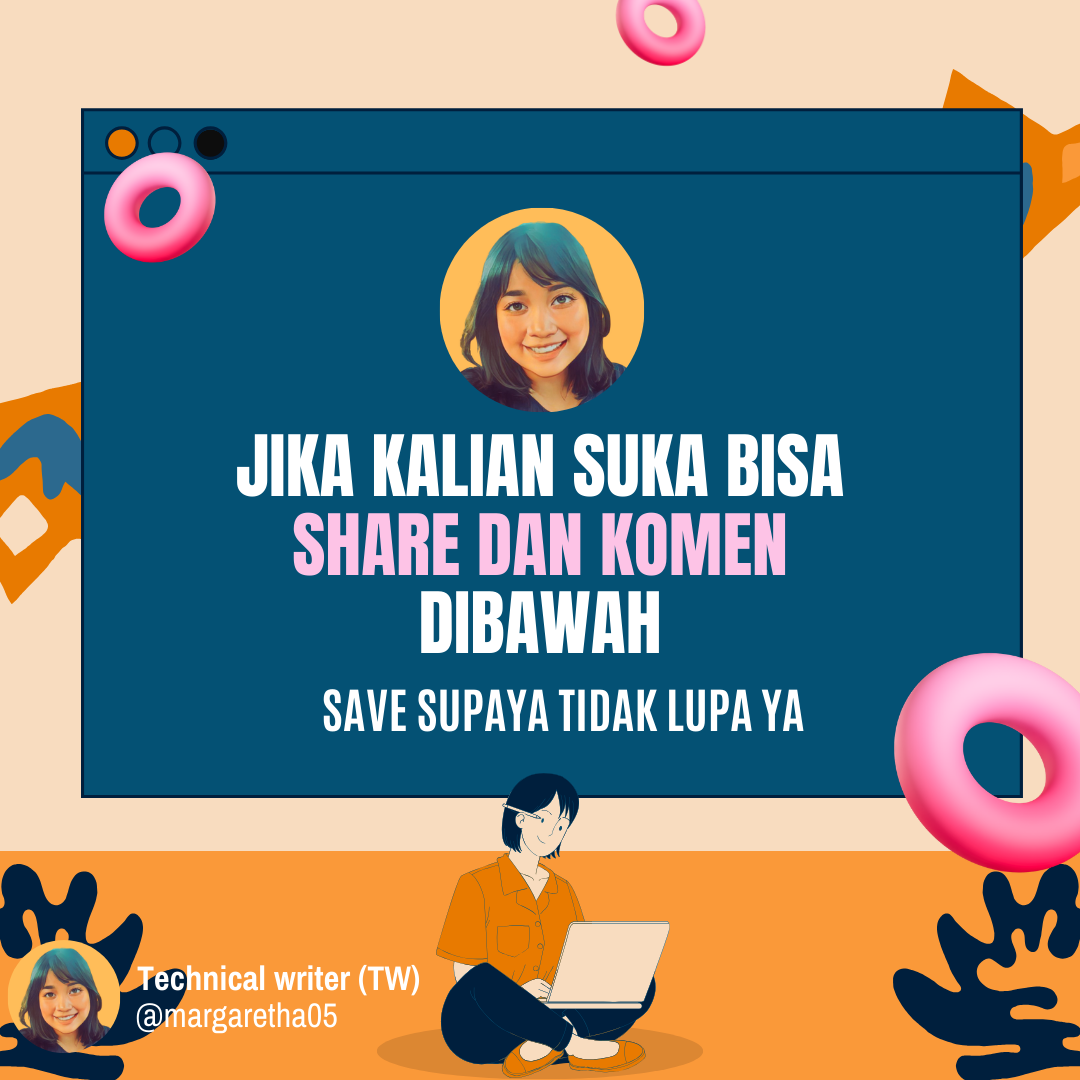 JIKA KALIAN SUKA BISA
SHARE DAN KOMEN
DIBAWAH
SAVE SUPAYA TIDAK LUPA YA
Technical writer (TW)
@margaretha05